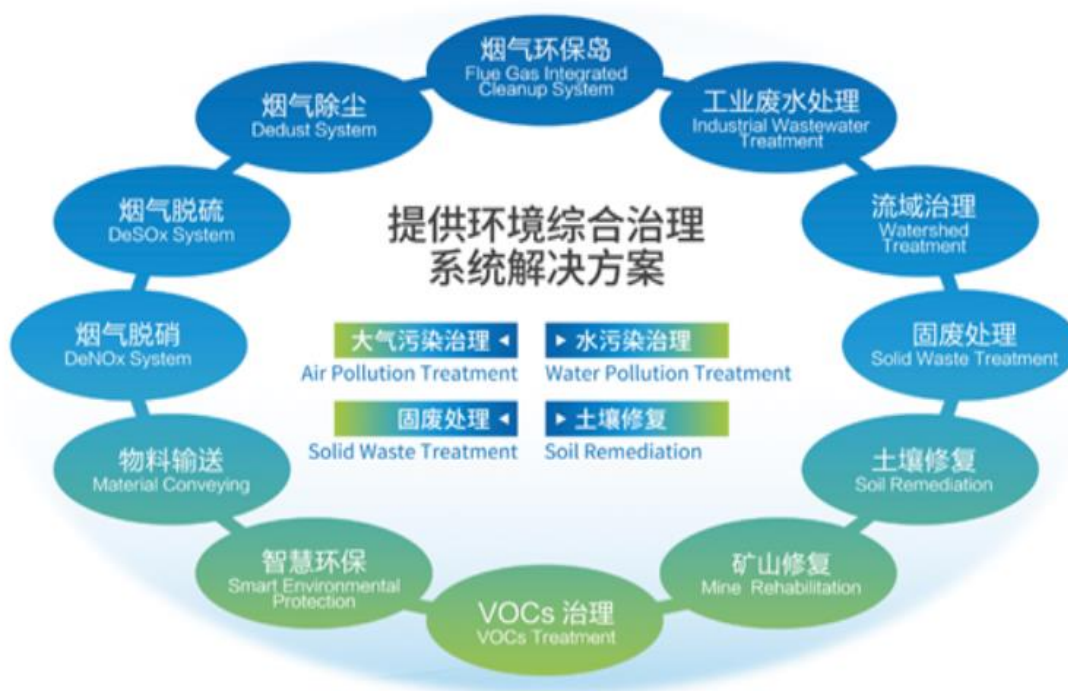 烟气环保岛
Flue Gas Integrated
Cleanup System
工业废水处理
Industrial Wastewater
Treatment
流域治理
Watershed
Treatment
固废处理
Solid Waste Treatment
土壤修复
Soil Remediation
矿山修复
Mine Rehabilitation
VOCs 治理
VOCs Treatment
智慧环保
Smart Environmental
Protection
物料输送
Material Conveying
烟气脱硝
DeNOx System
烟气脱硫
DeSOx System
烟气除尘
Dedust System
提供环境综合治理
系统解决方案
大气污染治理
Air Pollution Treatment
水污染治理
Water Pollution Treatment
固废处理
Solid Waste Treatment
土壤修复
Soil Remediation